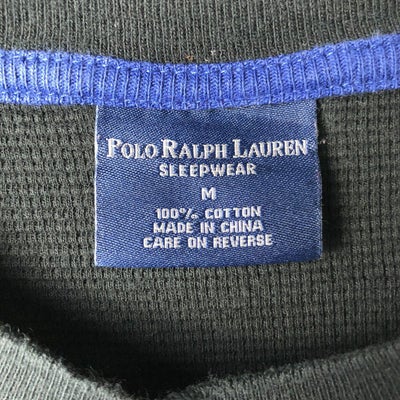 POLO RALPH LAUREN
SLEEPWEAR
M
100% COTTON
MADE IN CHINA
CARE ON REVERSE